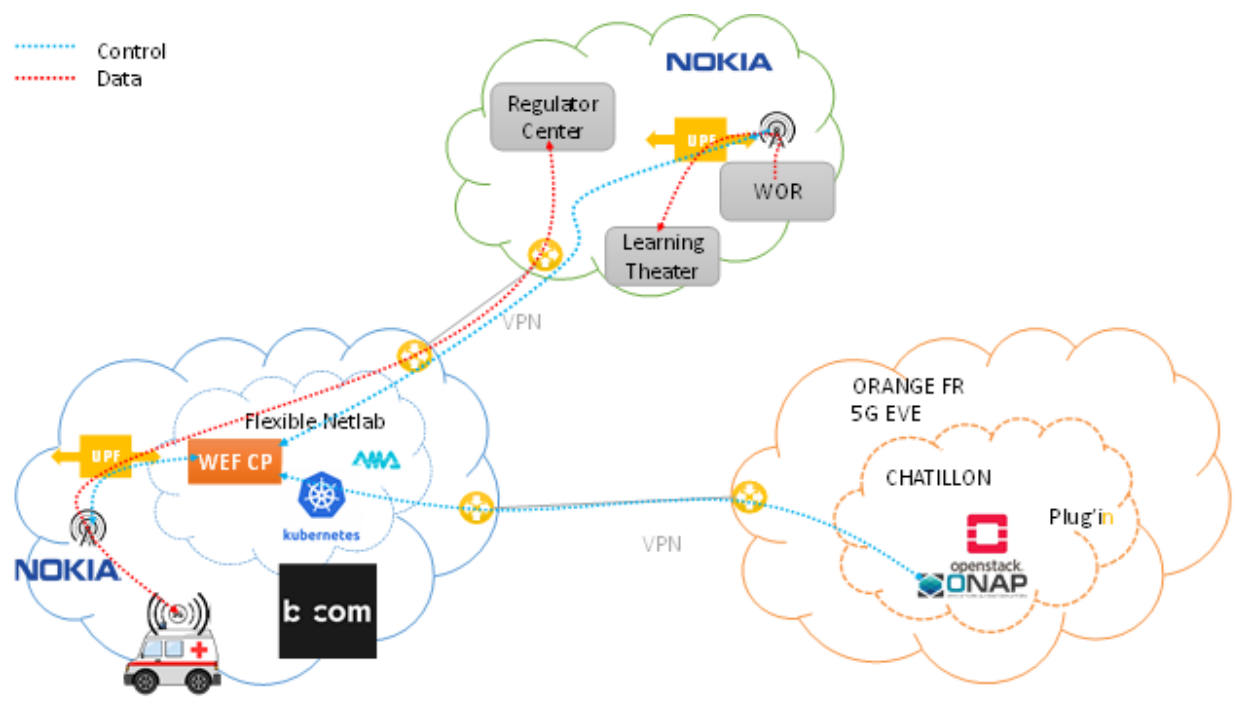 Control
Data
NOKIA
Regulator
Center
UPF
WOR
Learning
Theater
VPN
ORANGE FR
5G EVE
Flexible Netlab
UPF
WEF CP
CHATILLON
kubernetes
Plug'in
VPN
NOKIA
openstack.
ONAP
b com